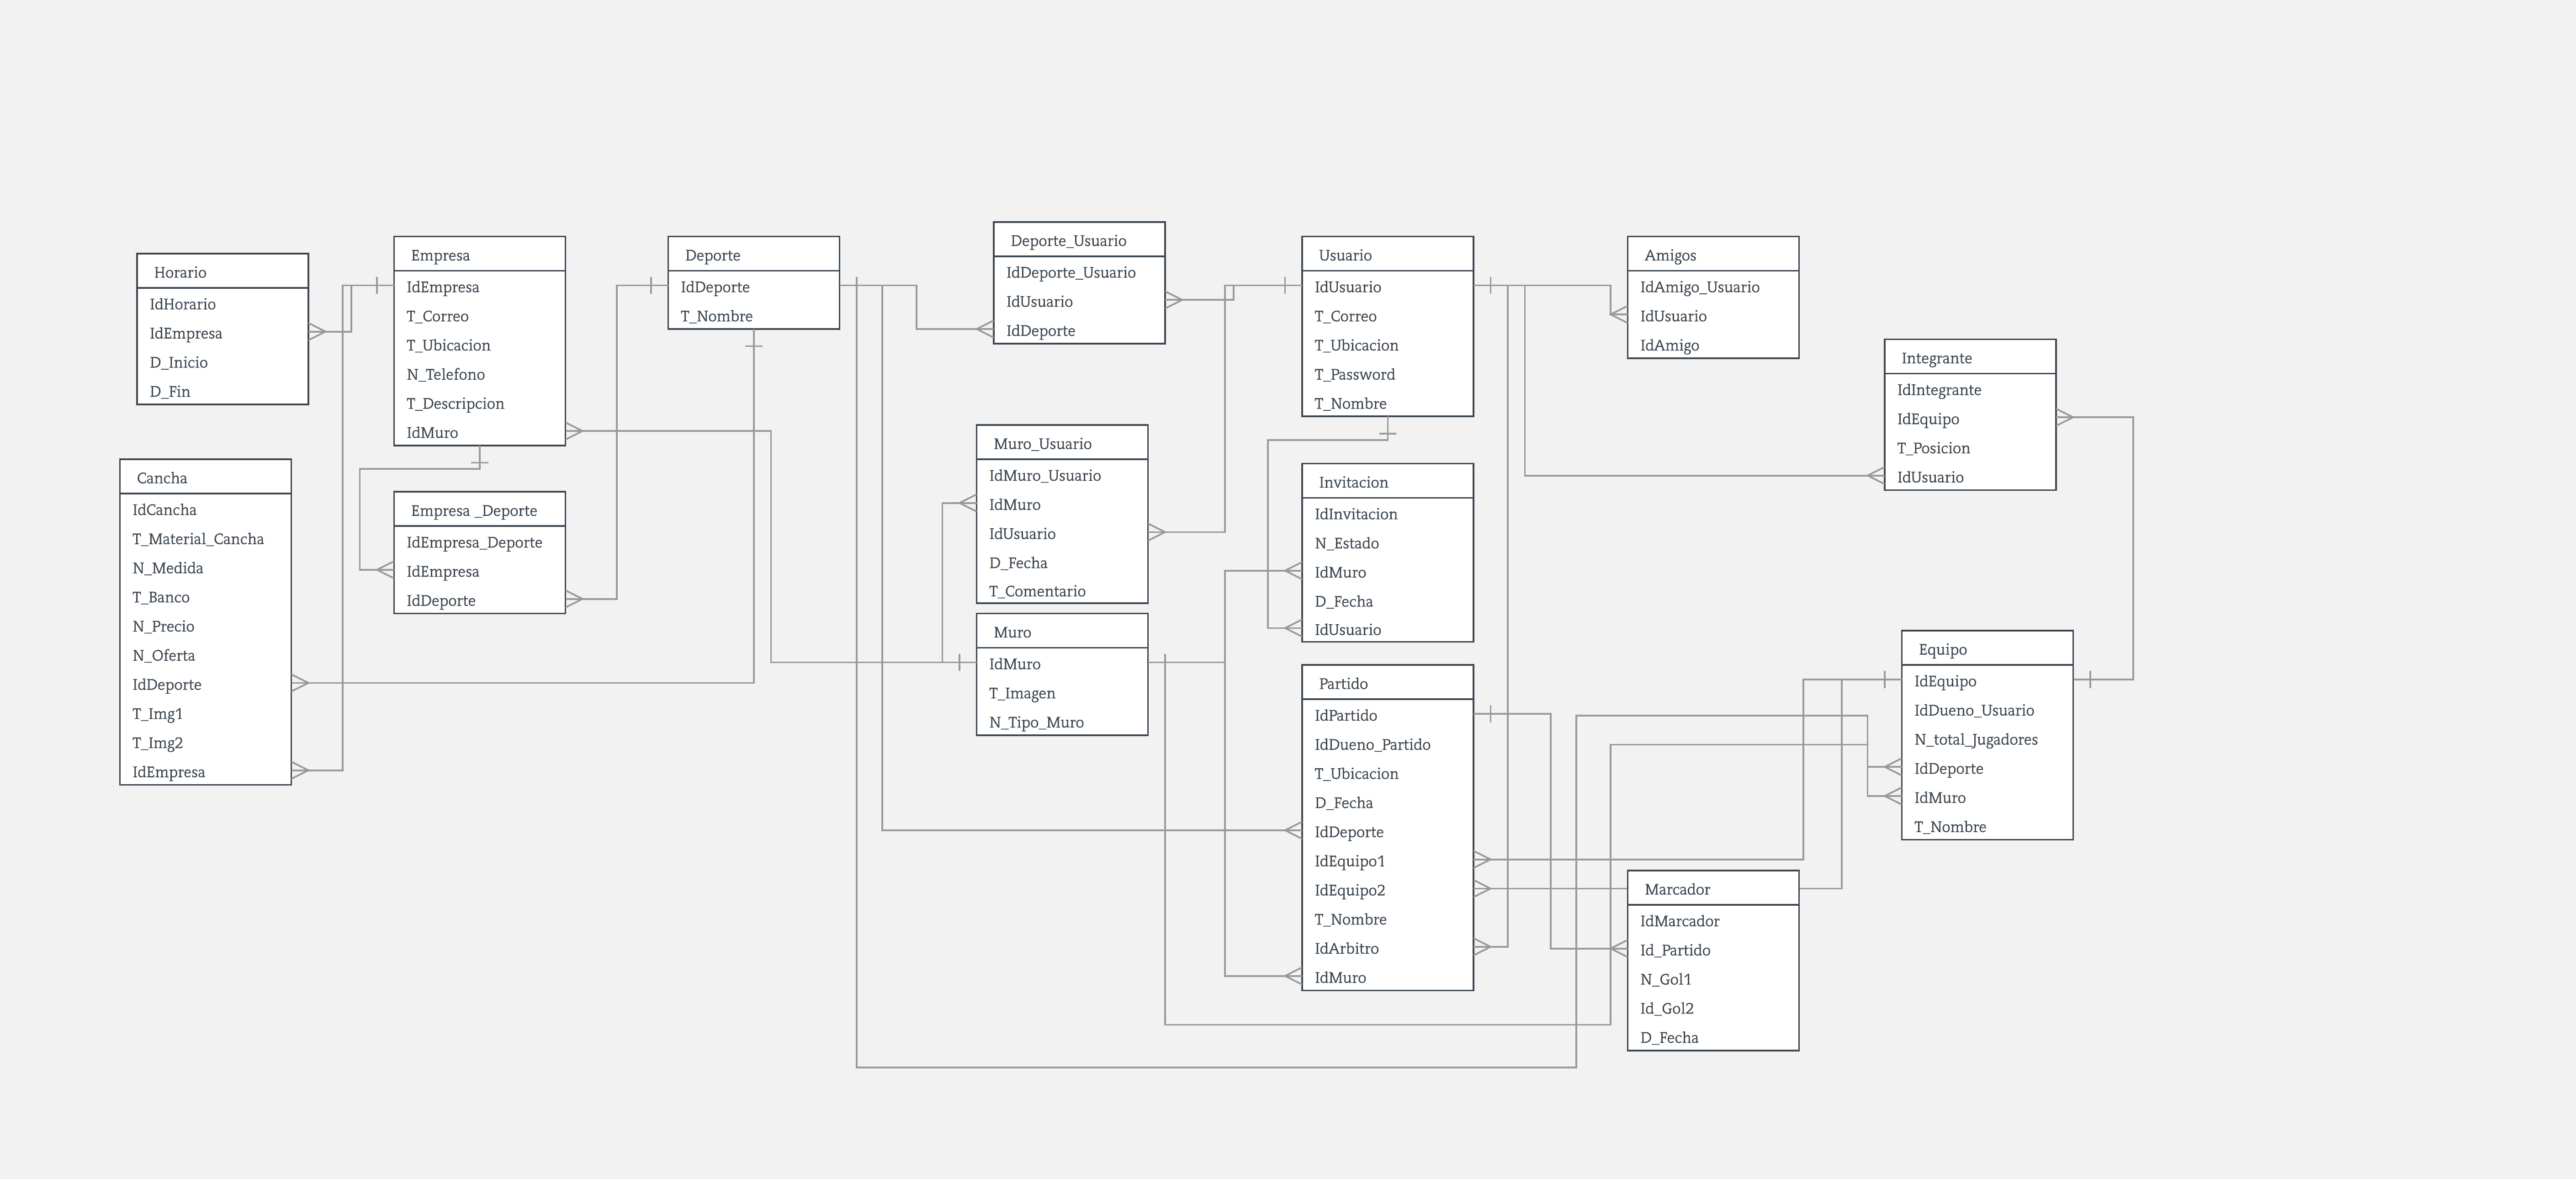 Horario
IdHorario
IdEmpresa
D_Inicio
D_Fin
Empresa
IdEmpresa
T_Correo
T_Ubicacion
N_Telefono
T_Descripcion
IdMuro
Deporte
IdDeporte
T_Nombre
Deporte_Usuario
IdDeporte_Usuario
IdUsuario
IdDeporte
Usuario
IdUsuario
T_Correo
T_Ubicacion
T_Password
T_Nombre
Amigos
IdAmigo_Usuario
IdUsuario
IdAmigo
Integrante
IdIntegrante
IdEquipo
T_Posicion
IdUsuario
Cancha
IdCancha
T_Material_Cancha
N_Medida
T_Banco
N_Precio
N_Oferta
IdDeporte
T_Img1
T_Img2
IdEmpresa
Empresa _Deporte
IdEmpresa_Deporte
IdEmpresa
IdDeporte
Muro_Usuario
IdMuro_Usuario
IdMuro
IdUsuario
D_Fecha
T_Comentario
Muro
IdMuro
T_Imagen
N_Tipo_Muro
Invitacion
IdInvitacion
N_Estado
IdMuro
D_Fecha
IdUsuario
Partido
IdPartido
IdDueno_Partido
T_Ubicacion
D_Fecha
IdDeporte
IdEquipo1
IdEquipo2
T_Nombre
IdArbitro
IdMuro
Equipo
IdEquipo
IdDueno_Usuario
N_total_Jugadores
IdDeporte
IdMuro
T_Nombre
Marcador
IdMarcador
Id_Partido
N_Gol1
Id_Gol2
D_Fecha